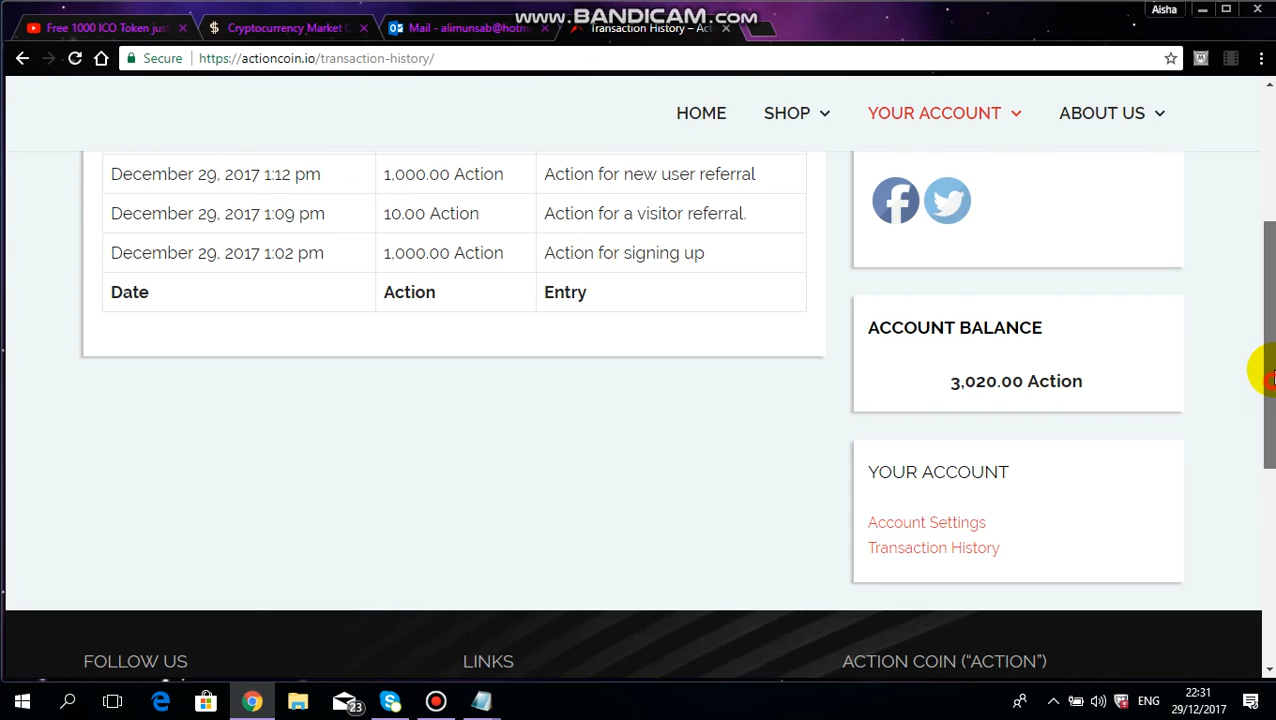 www.BANDICAM.com
Aisha
Free 1000 ICO Token just
Cryptocurrency Market C
Mail - alimunsab@hotm
Transaction History – Act
Secure
https://actioncoin.io/transaction-history/
HOME SHOP YOUR ACCOUNT ABOUT US
December 29, 2017 1:12 pm 1,000.00 Action Action for new user referral
December 29, 2017 1:09 pm 10.00 Action Action for a visitor referral.
December 29, 2017 1:02 pm 1,000.00 Action Action for signing up
Date Action Entry
ACCOUNT BALANCE
3,020.00 Action
YOUR ACCOUNT
Account Settings
Transaction History
FOLLOW US LINKS ACTION COIN (“ACTION”)
23
ENG
22:31
29/12/2017